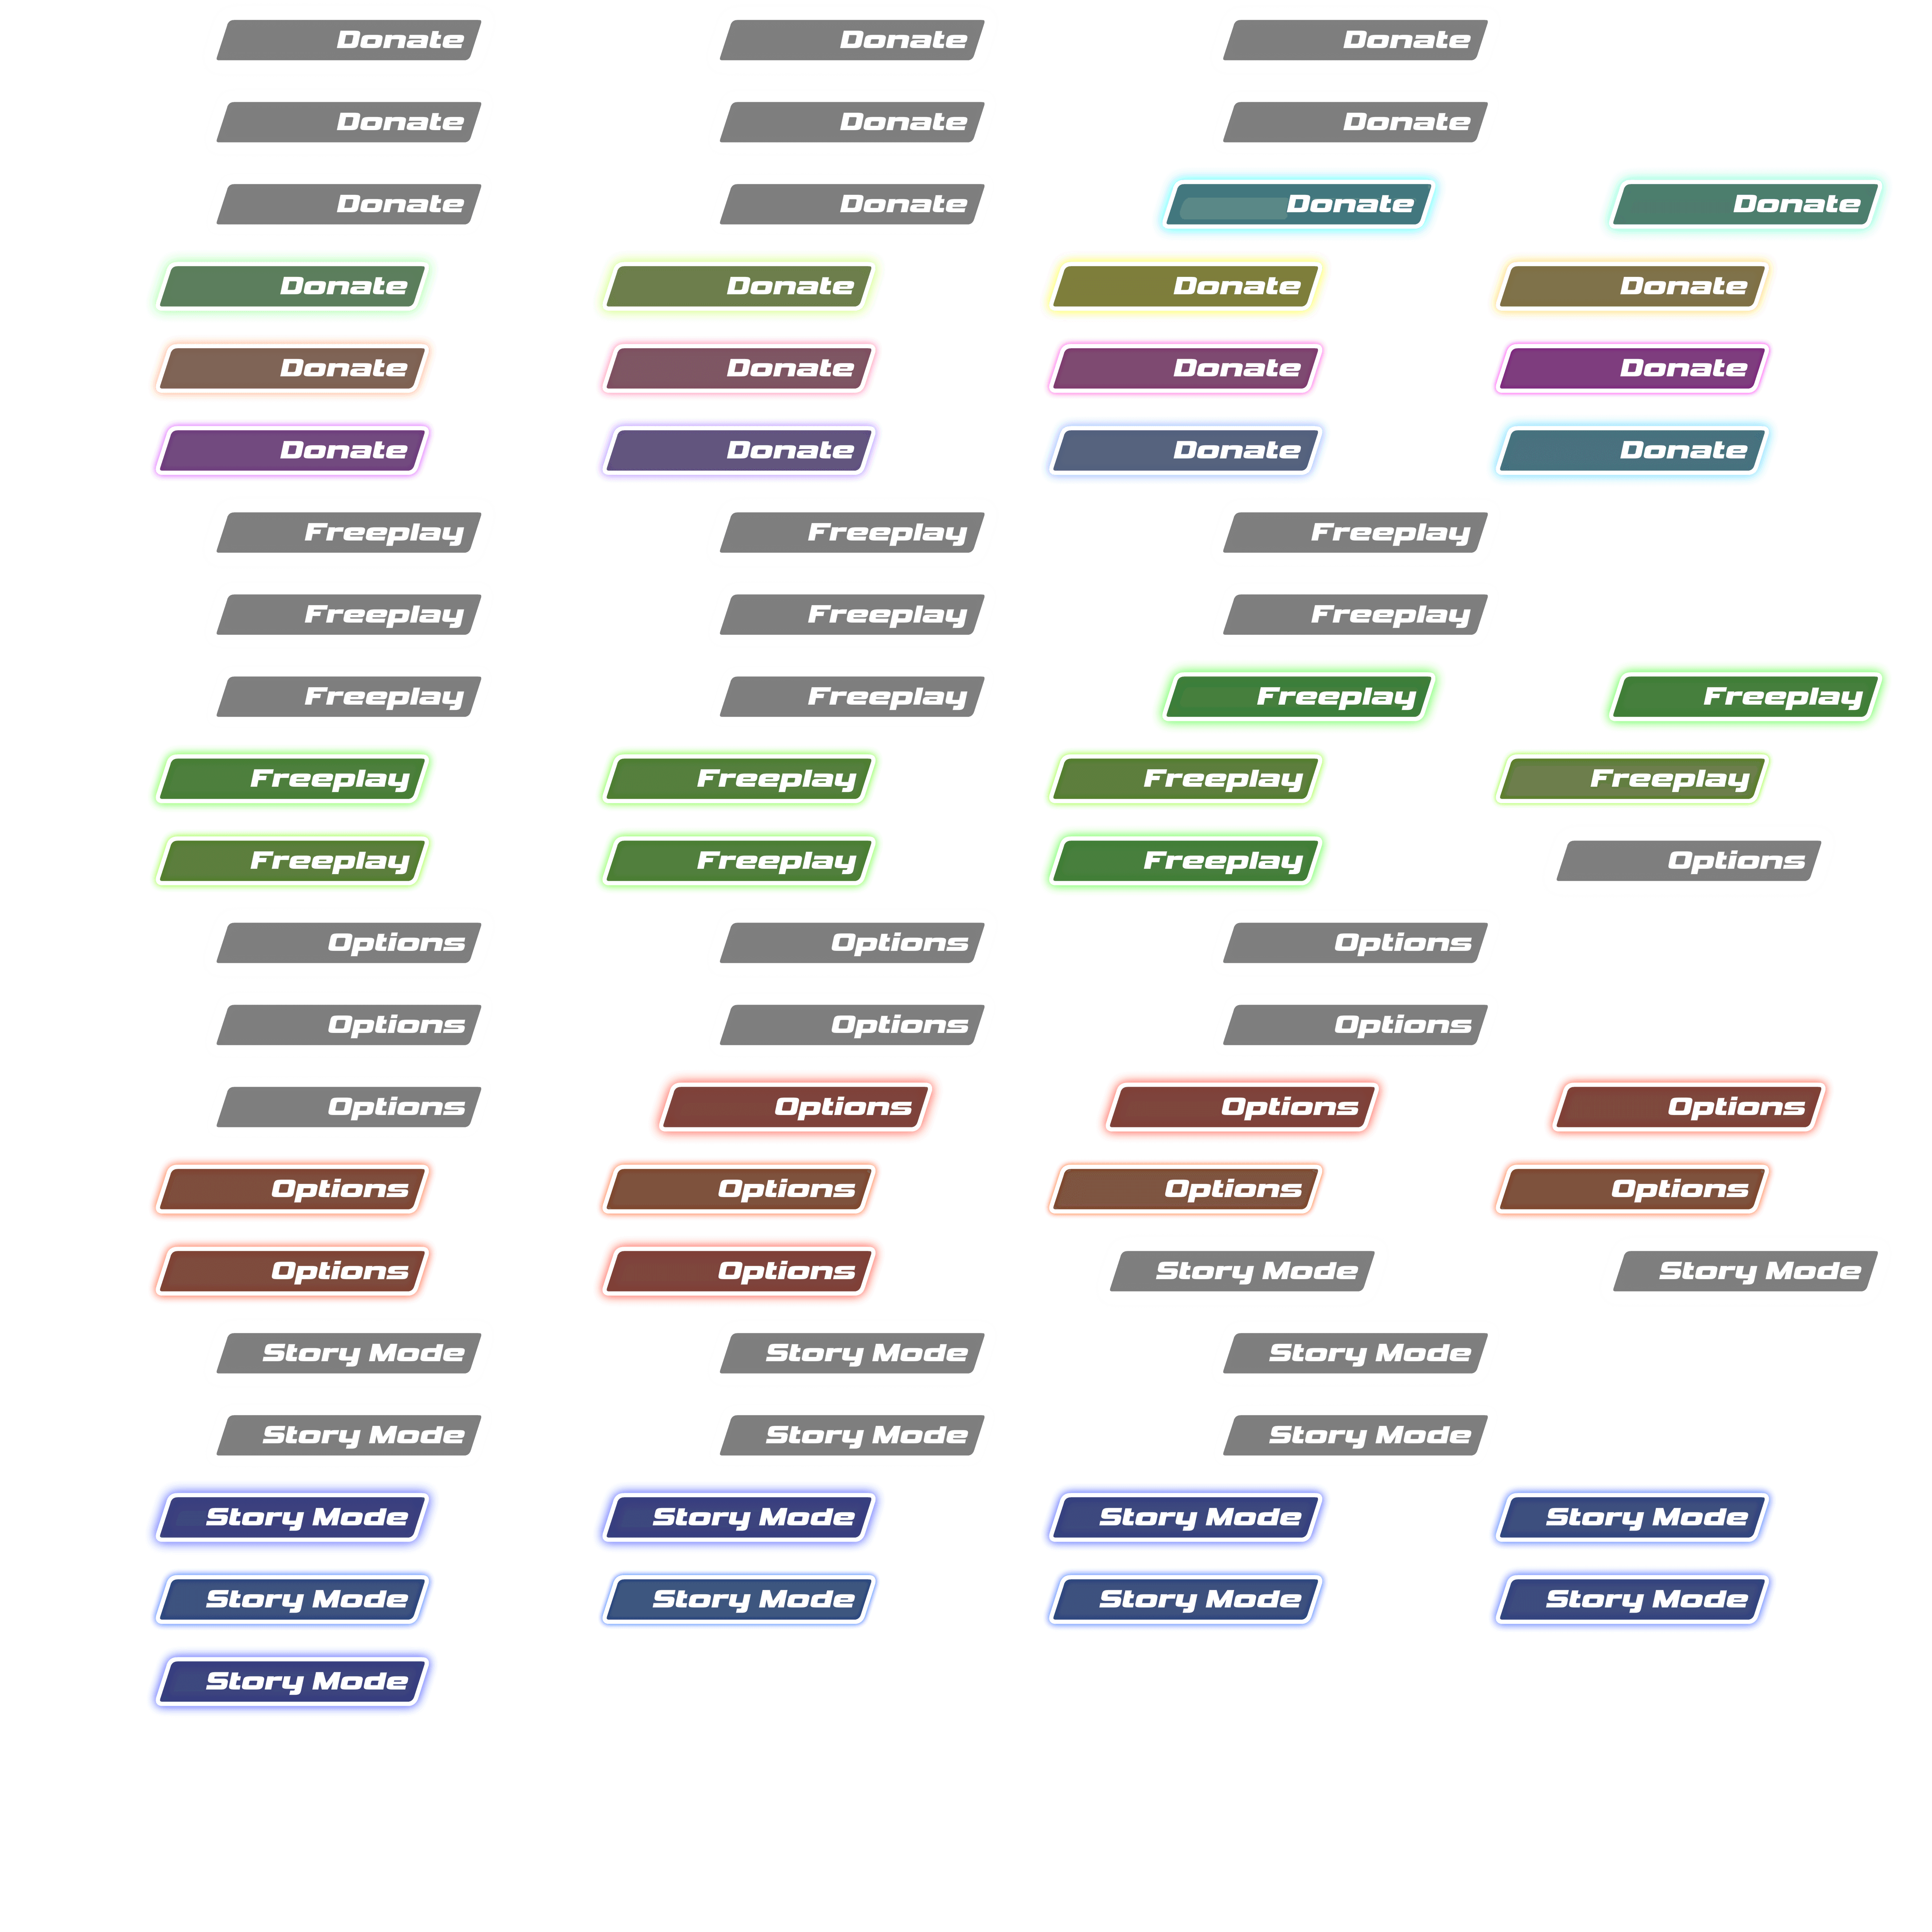 Donate Donate Donate
Donate Donate Donate
Donate Donate Donate Donate
Donate Donate Donate Donate
Donate Donate Donate Donate
Donate Donate Donate Donate
Freeplay Freeplay Freeplay
Freeplay Freeplay Freeplay
Freeplay Freeplay Freeplay Freeplay
Freeplay Freeplay Freeplay Freeplay
Freeplay Freeplay Freeplay Options
Options Options Options
Options Options Options
Options Options Options Options
Options Options Options Options
Options Options Story Mode Story Mode
Story Mode Story Mode Story Mode
Story Mode Story Mode Story Mode
Story Mode Story Mode Story Mode Story Mode
Story Mode Story Mode Story Mode Story Mode
Story Mode